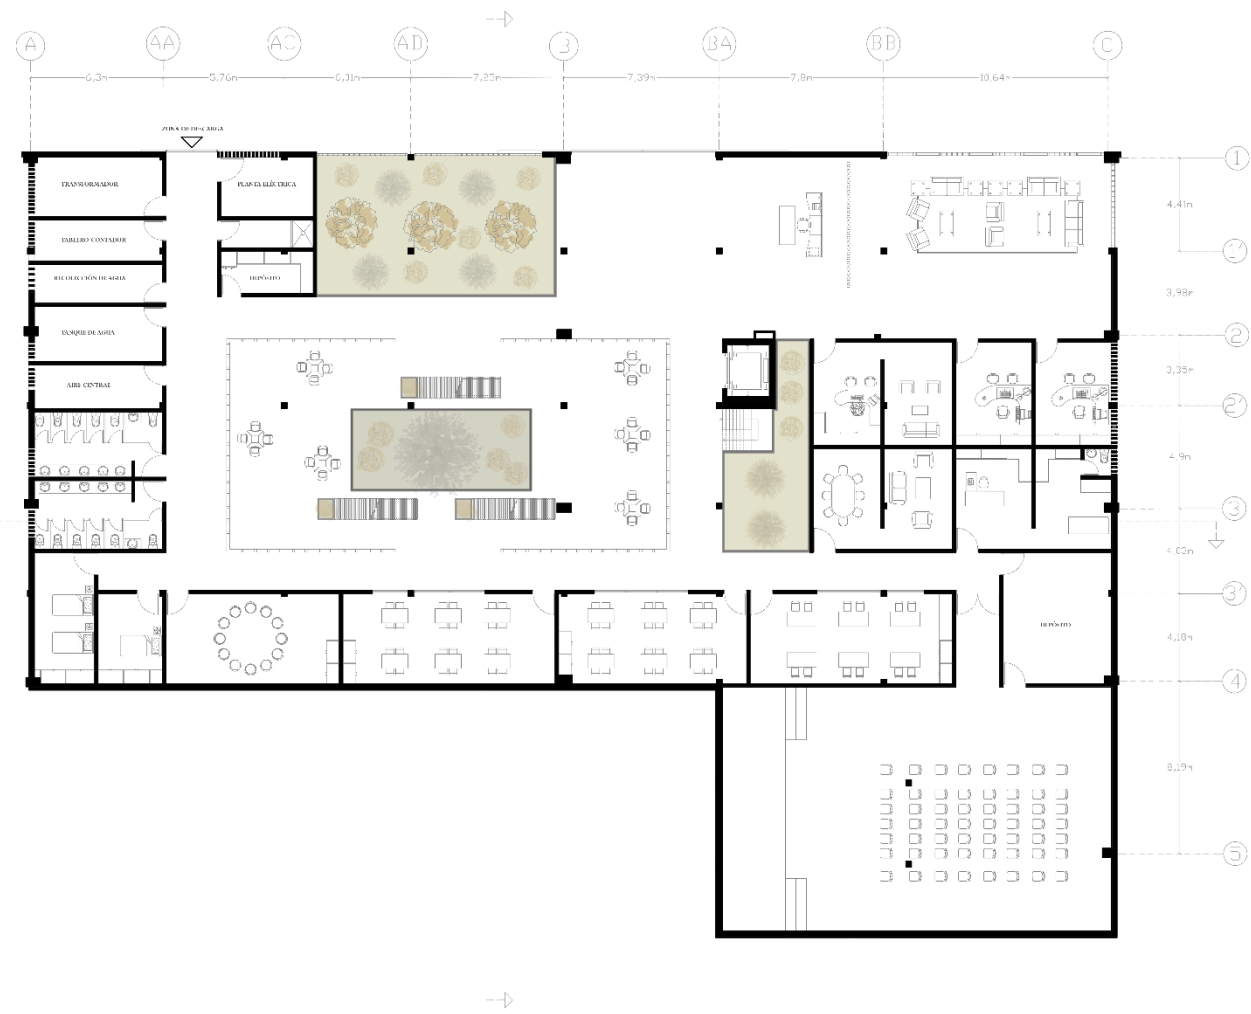 A AA AC AD B BA BB C
6,3m 5,76m 6,31m 7,25m 7,39m 7,8m 10,64m
ZONA DE DESCARGA
1
TRANSFORMADOR
PLANTA ELÉCTRICA
4,41m
TABLERO CONTADOR
1'
RECOLECCIÓN DE AGUA
DEPÓSITO
3,98m
TANQUE DE AGUA
2
3,35m
AIRE CENTRAL
2'
4,9m
3
4,03m
3'
DEPÓSITO
4,18m
4
8,19m
5